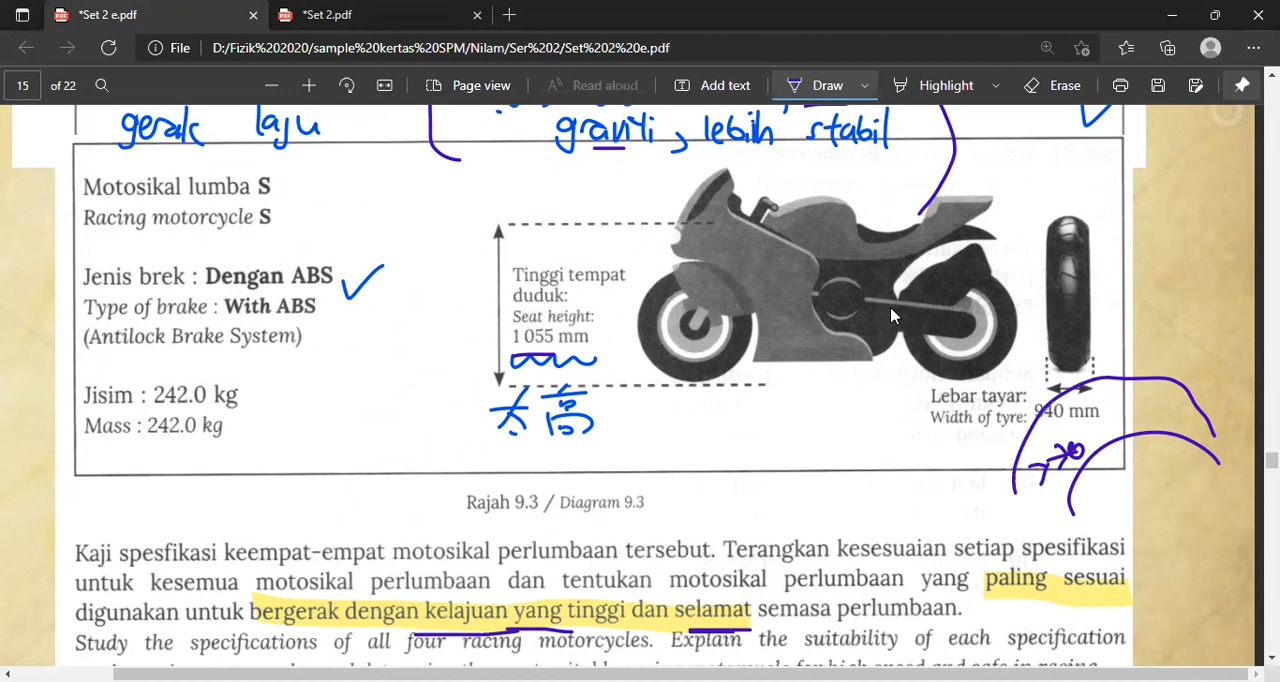 *Set 2 e.pdf
*Set 2.pdf
File
D:/Fizik%202020/sample%20kertas%20SPM/Nilam/Ser%202/Set%202%20e.pdf
15 of 22
Page view
Read aloud
Add text
Draw
Highlight
Erase
gerak laju
graviti, lebih stabil
Motosikal lumba S
Racing motorcycle S
Jenis brek : Dengan ABS
Type of brake : With ABS
(Antilock Brake System)
Jisim : 242.0 kg
Mass : 242.0 kg
Tinggi tempat
duduk:
Seat height:
1 055 mm
太高
Lebar tayar:
Width of tyre: 940 mm
Rajah 9.3 / Diagram 9.3
Kaji spesfikasi keempat-empat motosikal perlumbaan tersebut. Terangkan kesesuaian setiap spesifikasi
untuk kesemua motosikal perlumbaan dan tentukan motosikal perlumbaan yang paling sesuai
digunakan untuk bergerak dengan kelajuan yang tinggi dan selamat semasa perlumbaan.
Study the specifications of all four racing motorcycles. Explain the suitability of each specification